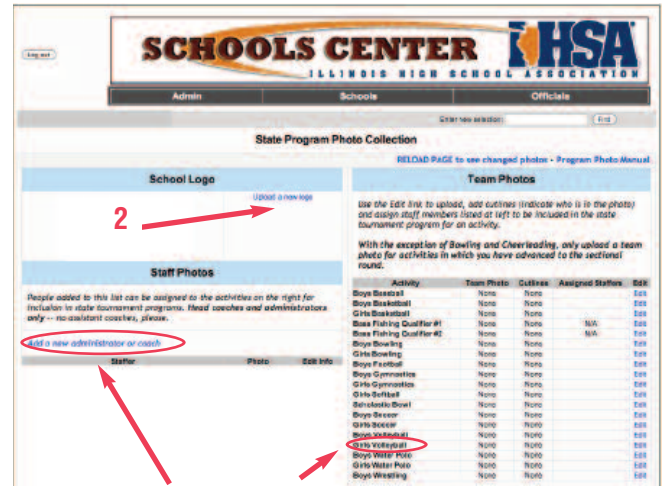 Log out
SCHOOLS CENTER IHSA
ILLINOIS HIGH SCHOOL ASSOCIATION
Admin Schools Officials
Enter new selection: Find
State Program Photo Collection
RELOAD PAGE to see changed photos - Program Photo Manual
School Logo
Upload a new logo
2
Staff Photos
People added to this list can be assigned to the activities on the right for
inclusion in state tournament programs. Head coaches and administrators
only -- no assistant coaches, please.
Add a new administrator or coach
Staffer Photo Edit Info
Team Photos
Use the Edit link to upload, add cutlines (indicate who is in the photo)
and assign staff members listed at left to be included in the state
tournament program for an activity.
With the exception of Bowling and Cheerleading, only upload a team
photo for activities in which you have advanced to the sectional
round.
Activity Team Photo Cutlines Assigned Staffers Edit
Boys Baseball None None Edit
Boys Basketball None None Edit
Girls Basketball None None Edit
Bass Fishing Qualifier #1 None None N/A Edit
Bass Fishing Qualifier #2 None None N/A Edit
Boys Bowling None None Edit
Girls Bowling None None Edit
Boys Football None None Edit
Boys Gymnastics None None Edit
Girls Gymnastics None None Edit
Girls Softball None None Edit
Scholastic Bowl None None Edit
Boys Soccer None None Edit
Girls Soccer None None Edit
Boys Volleyball None None Edit
Girls Volleyball None None Edit
Boys Water Polo None None Edit
Girls Water Polo None None Edit
Boys Wrestling None None Edit